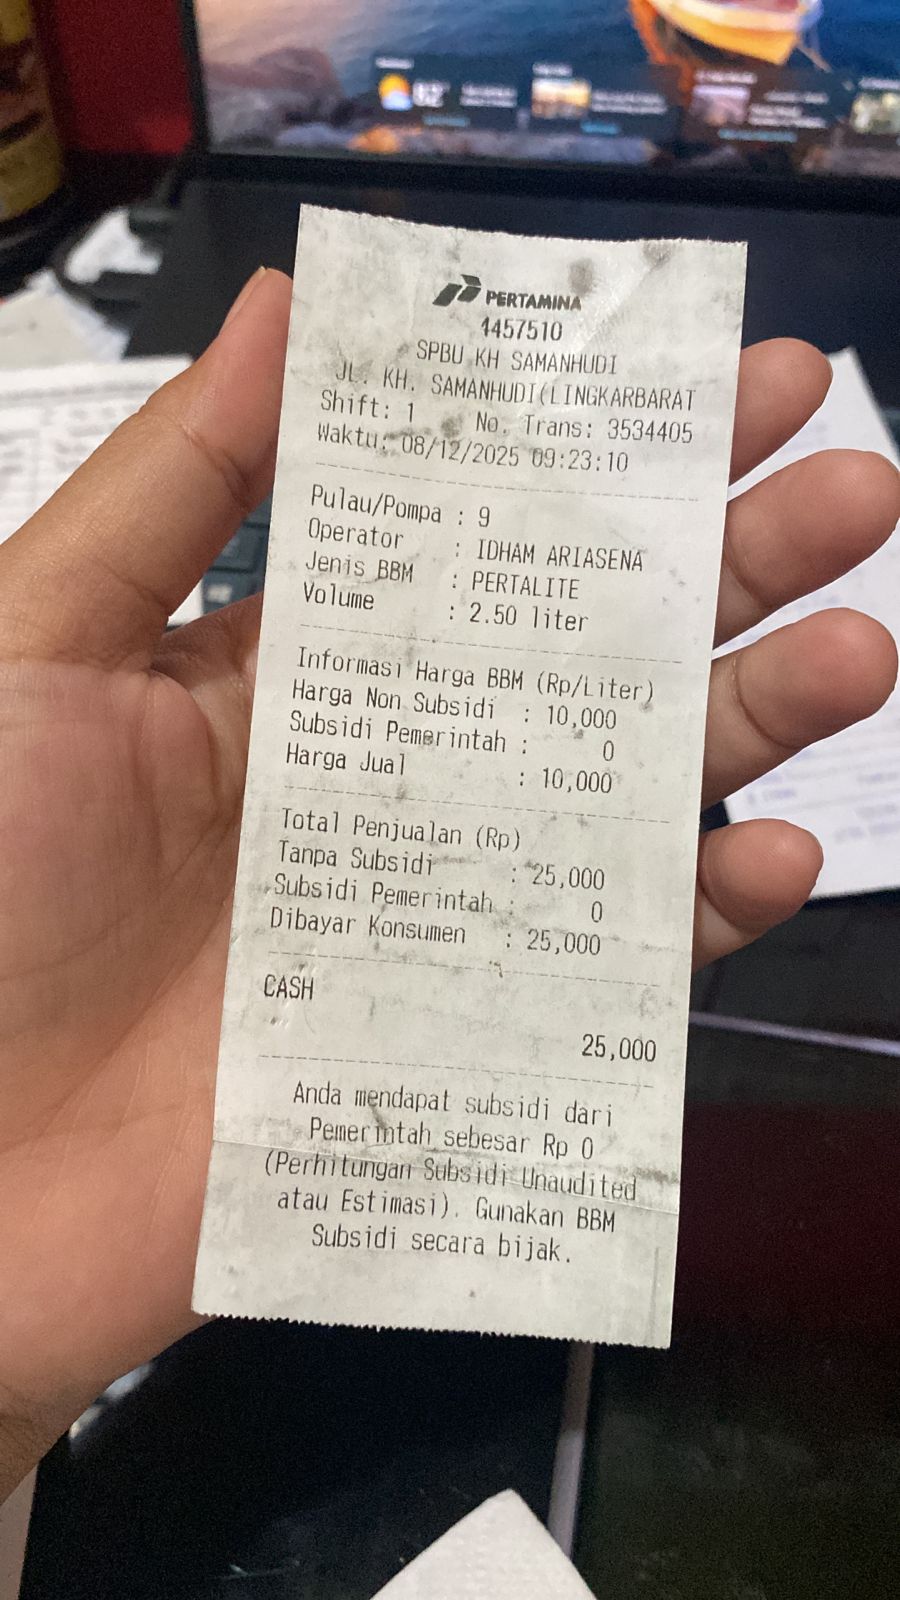 PERTAMINA
4457510
SPBU KH SAMANHUDI
JL. KH. SAMANHUDI(LINGKARBARAT
Shift: 1 No. Trans: 3534405
Waktu: 08/12/2025 09:23:10
Pulau/Pompa : 9
Operator : IDHAM ARIASENA
Jenis BBM : PERTALITE
Volume : 2.50 liter
Informasi Harga BBM (Rp/Liter)
Harga Non Subsidi : 10,000
Subsidi Pemerintah : 0
Harga Jual : 10,000
Total Penjualan (Rp)
Tanpa Subsidi : 25,000
Subsidi Pemerintah : 0
Dibayar Konsumen : 25,000
CASH
25,000
Anda mendapat subsidi dari
Pemerintah sebesar Rp 0
(Perhitungan Subsidi Unaudited
atau Estimasi). Gunakan BBM
Subsidi secara bijak.